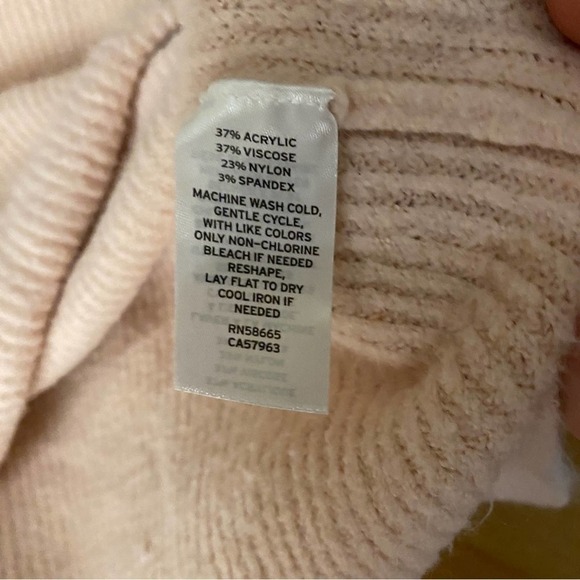 37% ACRYLIC
37% VISCOSE
23% NYLON
3% SPANDEX
MACHINE WASH COLD,
GENTLE CYCLE,
WITH LIKE COLORS
ONLY NON-CHLORINE
BLEACH IF NEEDED
RESHAPE,
LAY FLAT TO DRY
COOL IRON IF
NEEDED
RN58665
CA57963